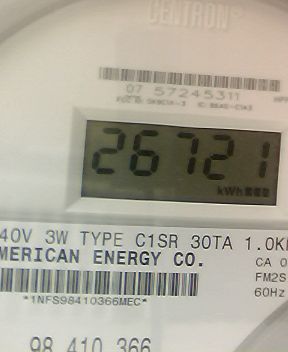 CENTRON®
07 57245311
26721
kWh
40V 3W TYPE C1SR 30TA 1.0K
MERICAN ENERGY CO.
CA 0
FM2S
60Hz
*1NFS98410366MEC*
98 410 366